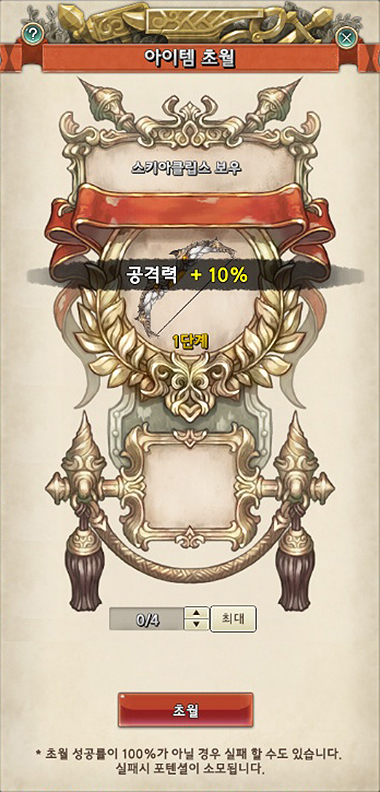 ?
아이템 초월
스키아클립스 보우
공격력 + 10%
1단계
0/4 최대
초월
* 초월 성공률이 100%가 아닐 경우 실패 할 수도 있습니다.
실패시 포텐셜이 소모됩니다.